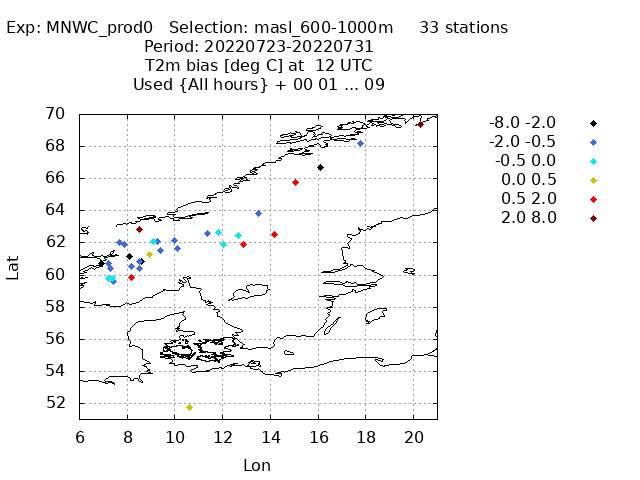 Exp: MNWC_prod0 Selection: masl_600-1000m 33 stations
Period: 20220723-20220731
T2m bias [deg C] at 12 UTC
Used {All hours} + 00 01 ... 09
-8.0 -2.0
-2.0 -0.5
-0.5 0.0
0.0 0.5
0.5 2.0
2.0 8.0
Lat
70
68
66
64
62
60
58
56
54
52
6 8 10 12 14 16 18 20
Lon